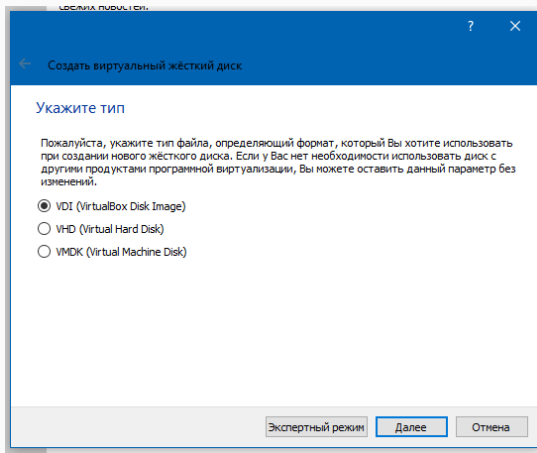 свежих новостей.
?
Создать виртуальный жёсткий диск
Укажите тип
Пожалуйста, укажите тип файла, определяющий формат, который Вы хотите использовать
при создании нового жёсткого диска. Если у Вас нет необходимости использовать диск с
другими продуктами программной виртуализации, Вы можете оставить данный параметр без
изменений.
VDI (VirtualBox Disk Image)
VHD (Virtual Hard Disk)
VMDK (Virtual Machine Disk)
Экспертный режим Далее Отмена